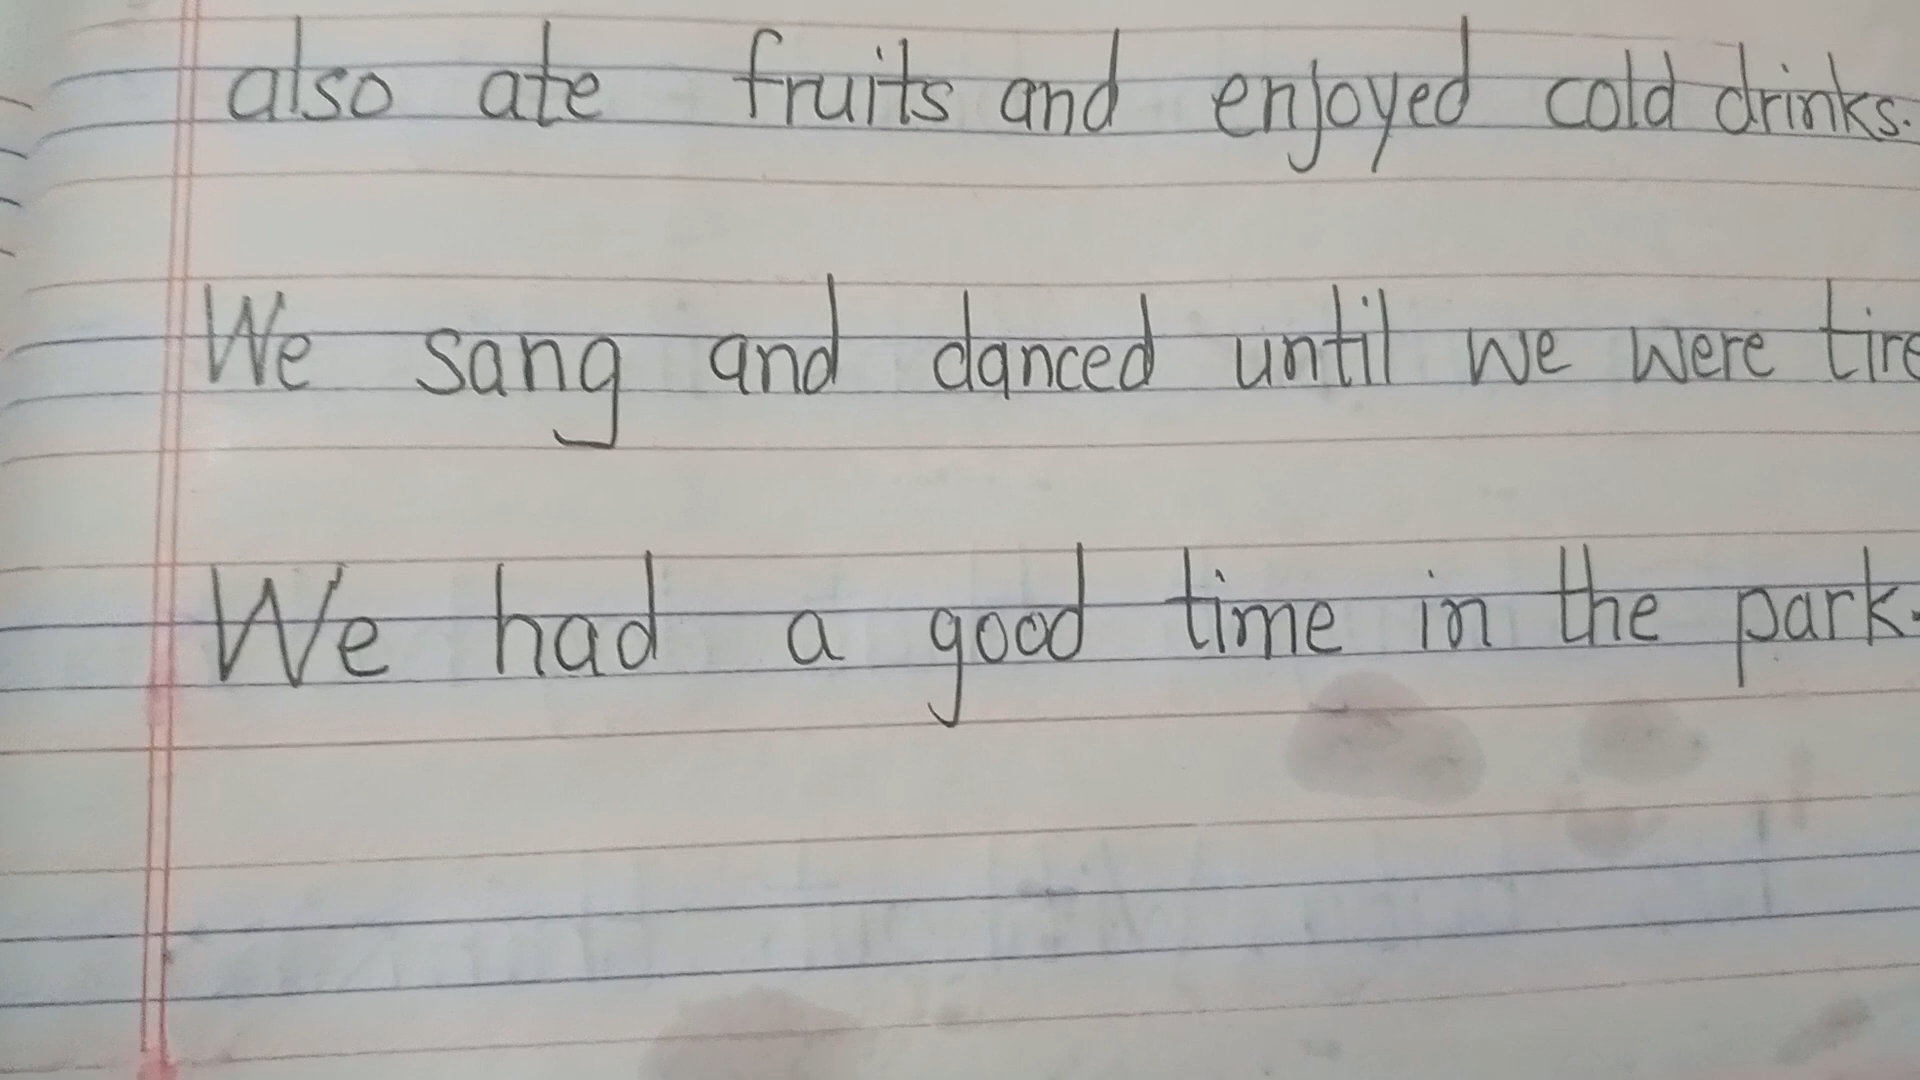 also ate fruits and enjoyed cold drinks.
We sang and danced until we were tire
We had a good time in the park.